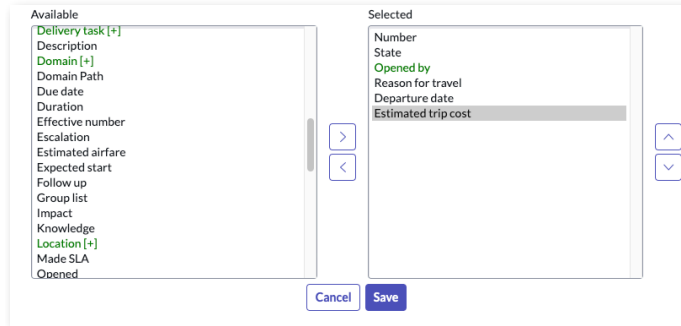 Available
Delivery task [+]
Description
Domain [+]
Domain Path
Due date
Duration
Effective number
Escalation
Estimated airfare
Expected start
Follow up
Group list
Impact
Knowledge
Location [+]
Made SLA
Opened
Selected
Number
State
Opened by
Reason for travel
Departure date
Estimated trip cost
Cancel
Save